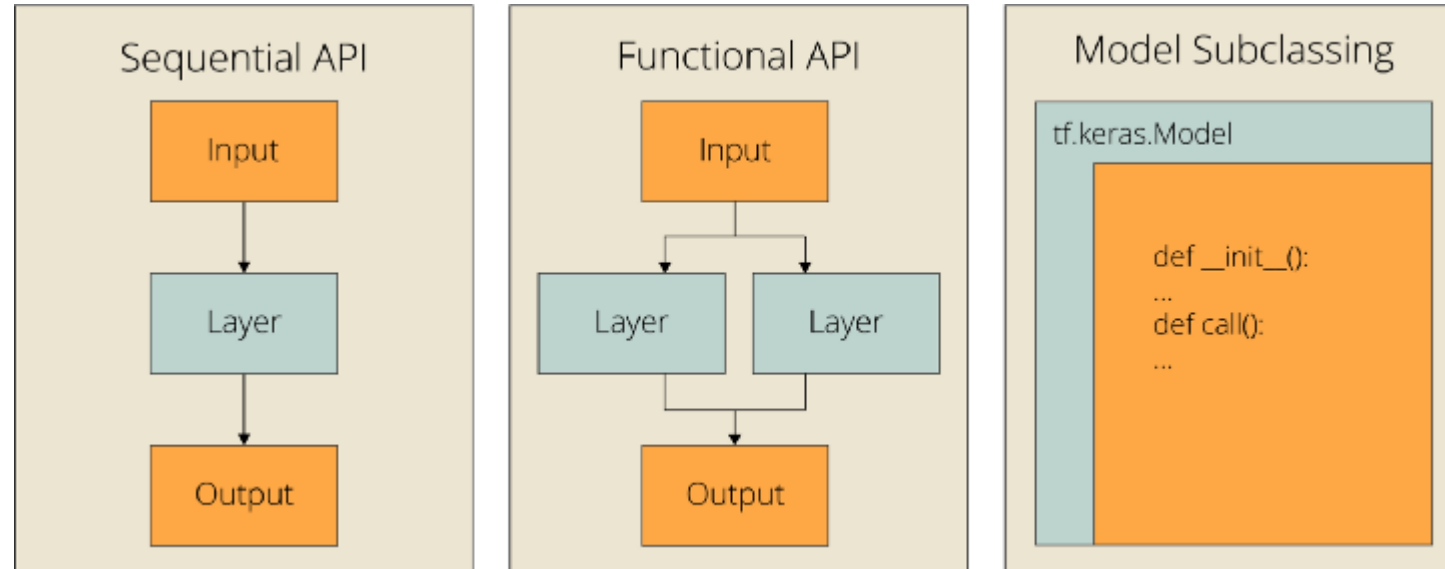 Sequential API
Input
Layer
Output
Functional API
Input
Layer
Layer
Output
Model Subclassing
tf.keras.Model
def __init__():
...
def call():
...